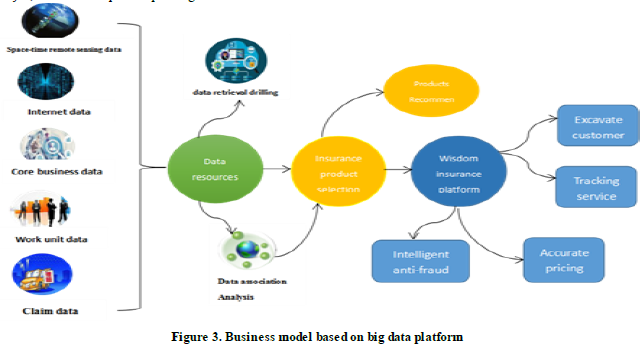 Space-time remote sensing data
Internet data
Core business data
Work unit data
Claim data
data retrieval drilling
Data
resources
Data association
Analysis
Insurance
product
selection
Products
Recommen
Wisdom
insurance
platform
Excavate
customer
Tracking
service
Accurate
pricing
Intelligent
anti-fraud
Figure 3. Business model based on big data platform